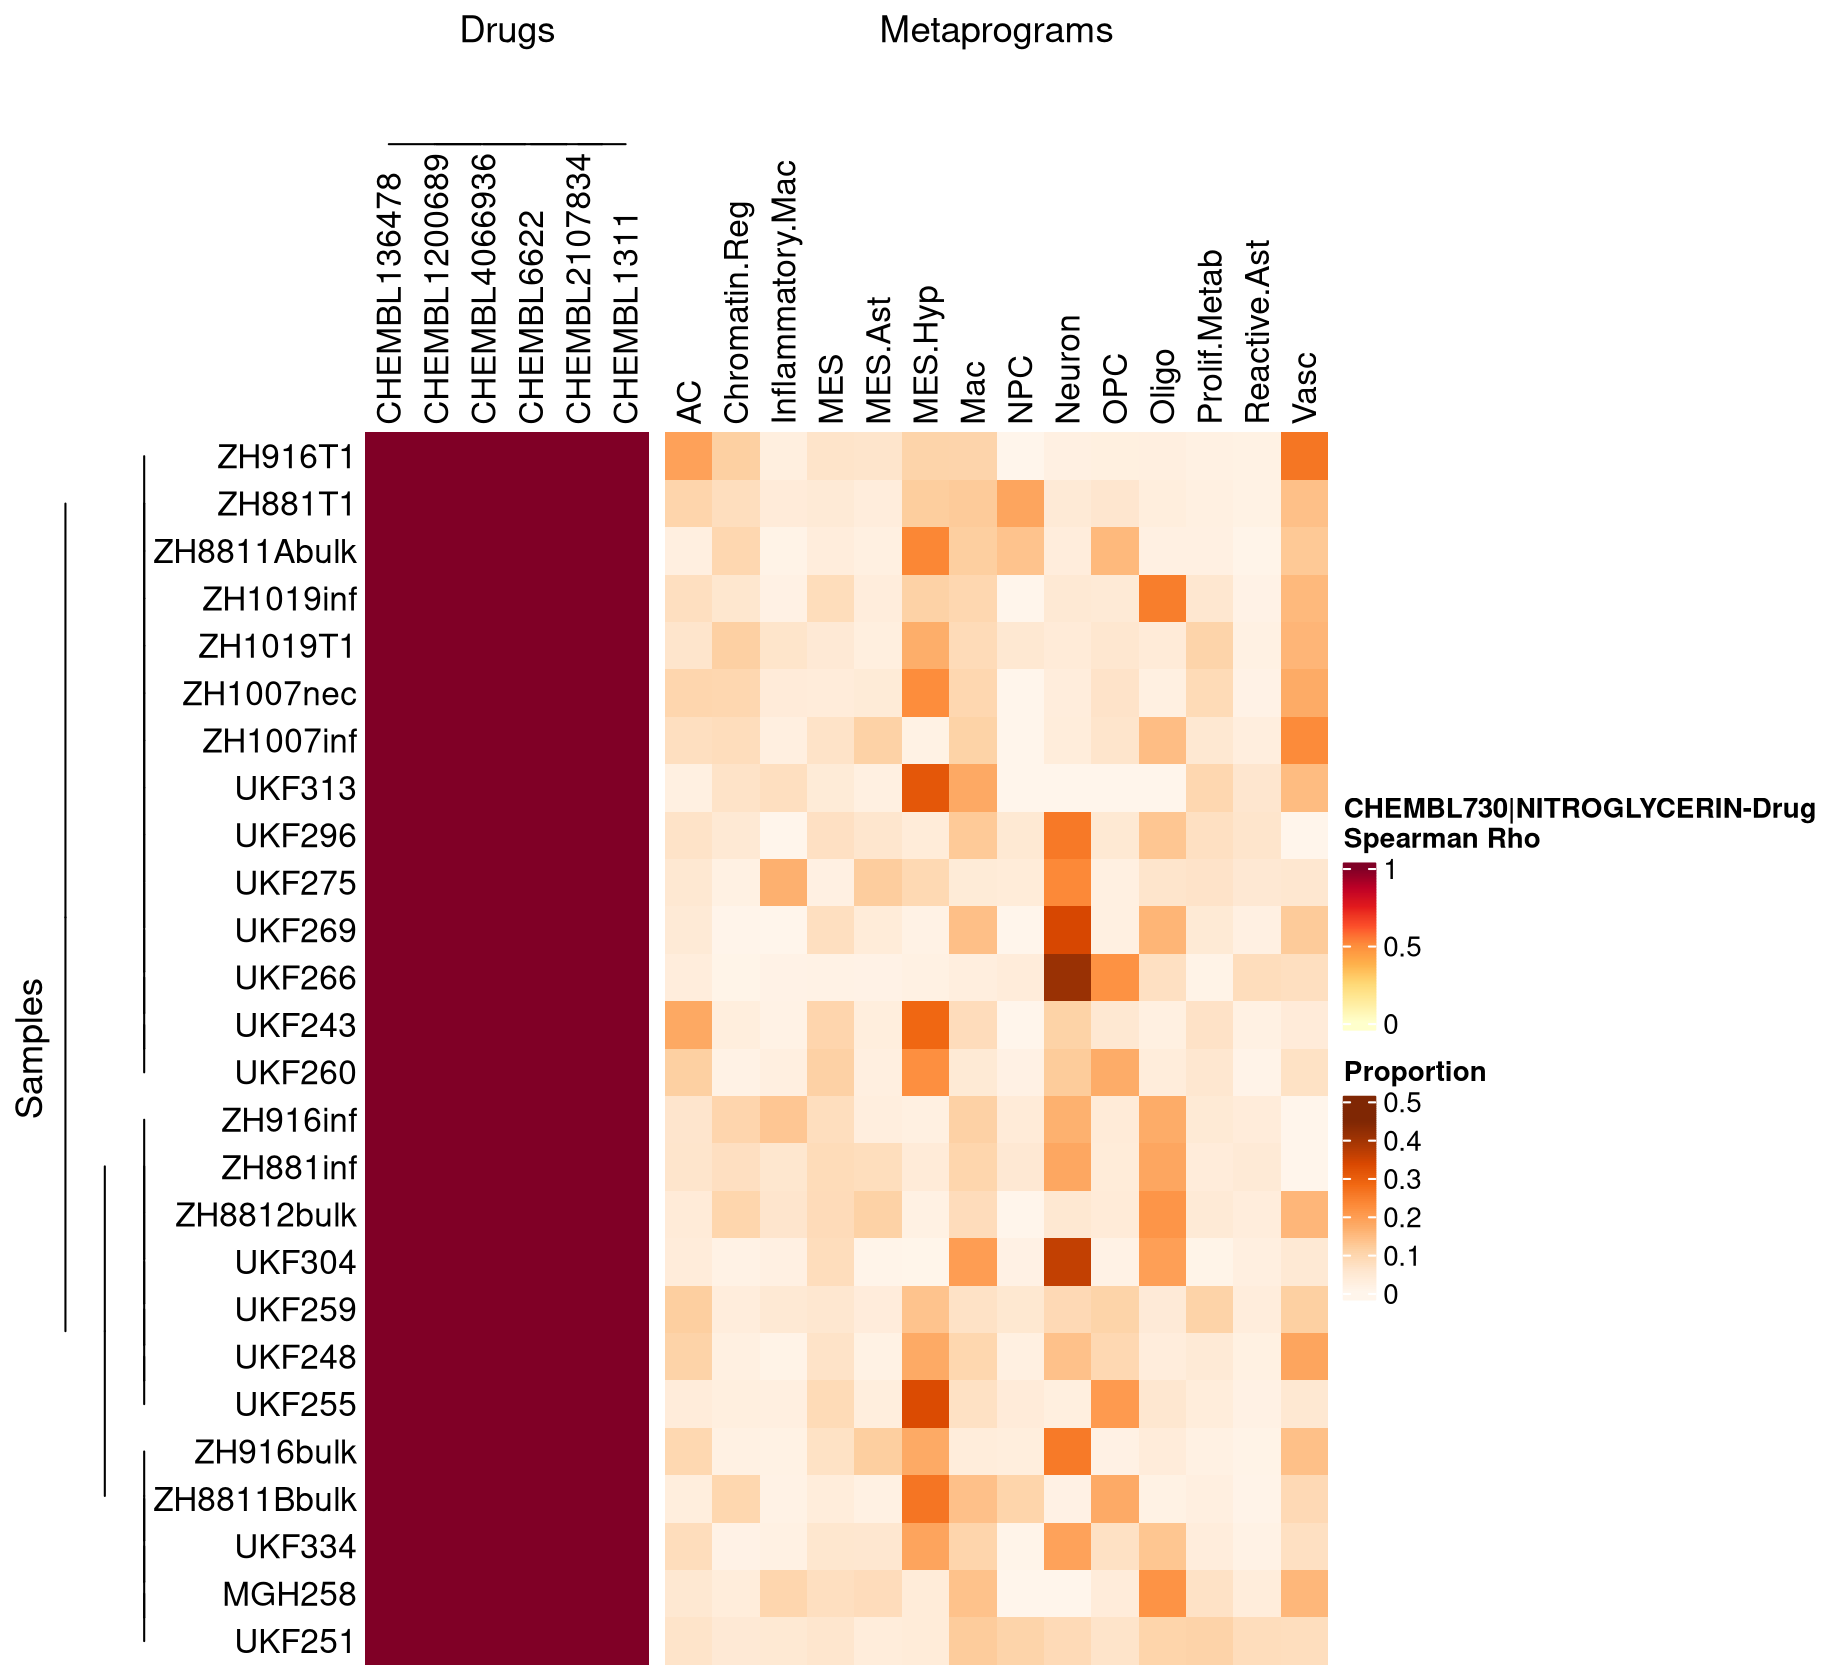 Drugs
Metaprograms
CHEMBL136478
CHEMBL1200689
CHEMBL4066936
CHEMBL6622
CHEMBL2107834
CHEMBL1311
AC
Chromatin.Reg
Inflammatory.Mac
MES
MES.Ast
MES.Hyp
Mac
NPC
Neuron
OPC
Oligo
Prolif.Metab
Reactive.Ast
Vasc
Samples
ZH916T1
ZH881T1
ZH8811Abulk
ZH1019inf
ZH1019T1
ZH1007nec
ZH1007inf
UKF313
UKF296
UKF275
UKF269
UKF266
UKF243
UKF260
ZH916inf
ZH881inf
ZH8812bulk
UKF304
UKF259
UKF248
UKF255
ZH916bulk
ZH8811Bbulk
UKF334
MGH258
UKF251
CHEMBL730|NITROGLYCERIN-Drug
Spearman Rho
1
0.5
0
Proportion
0.5
0.4
0.3
0.2
0.1
0